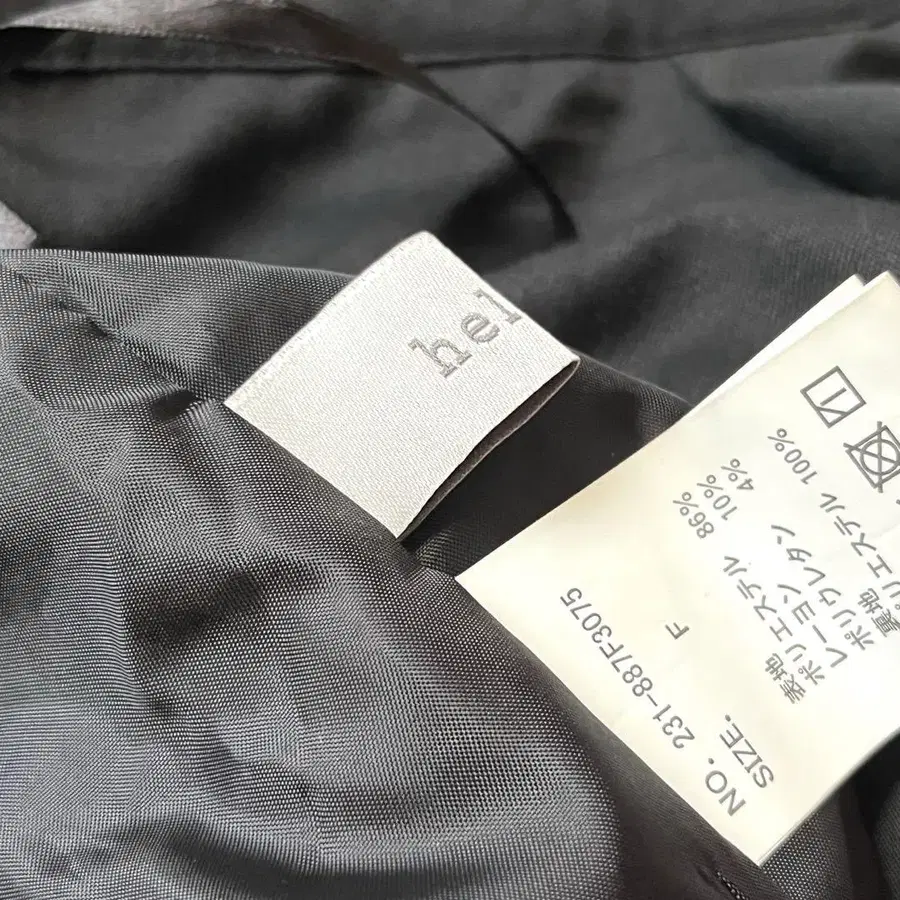 hel
NO. 231-887F3075
SIZE. F
表地
ポリエステル 86%
レーヨン 10%
ポリウレタン 4%
裏地
ポリエステル 100%